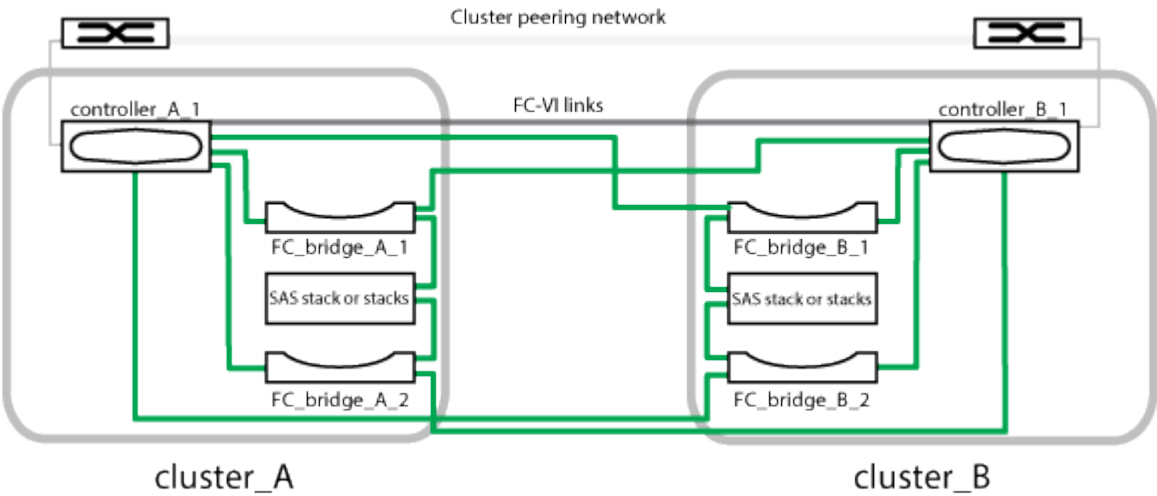 Cluster peering network
controller_A_1
FC-VI links
controller_B_1
FC_bridge_A_1
FC_bridge_B_1
SAS stack or stacks
SAS stack or stacks
FC_bridge_A_2
FC_bridge_B_2
cluster_A
cluster_B